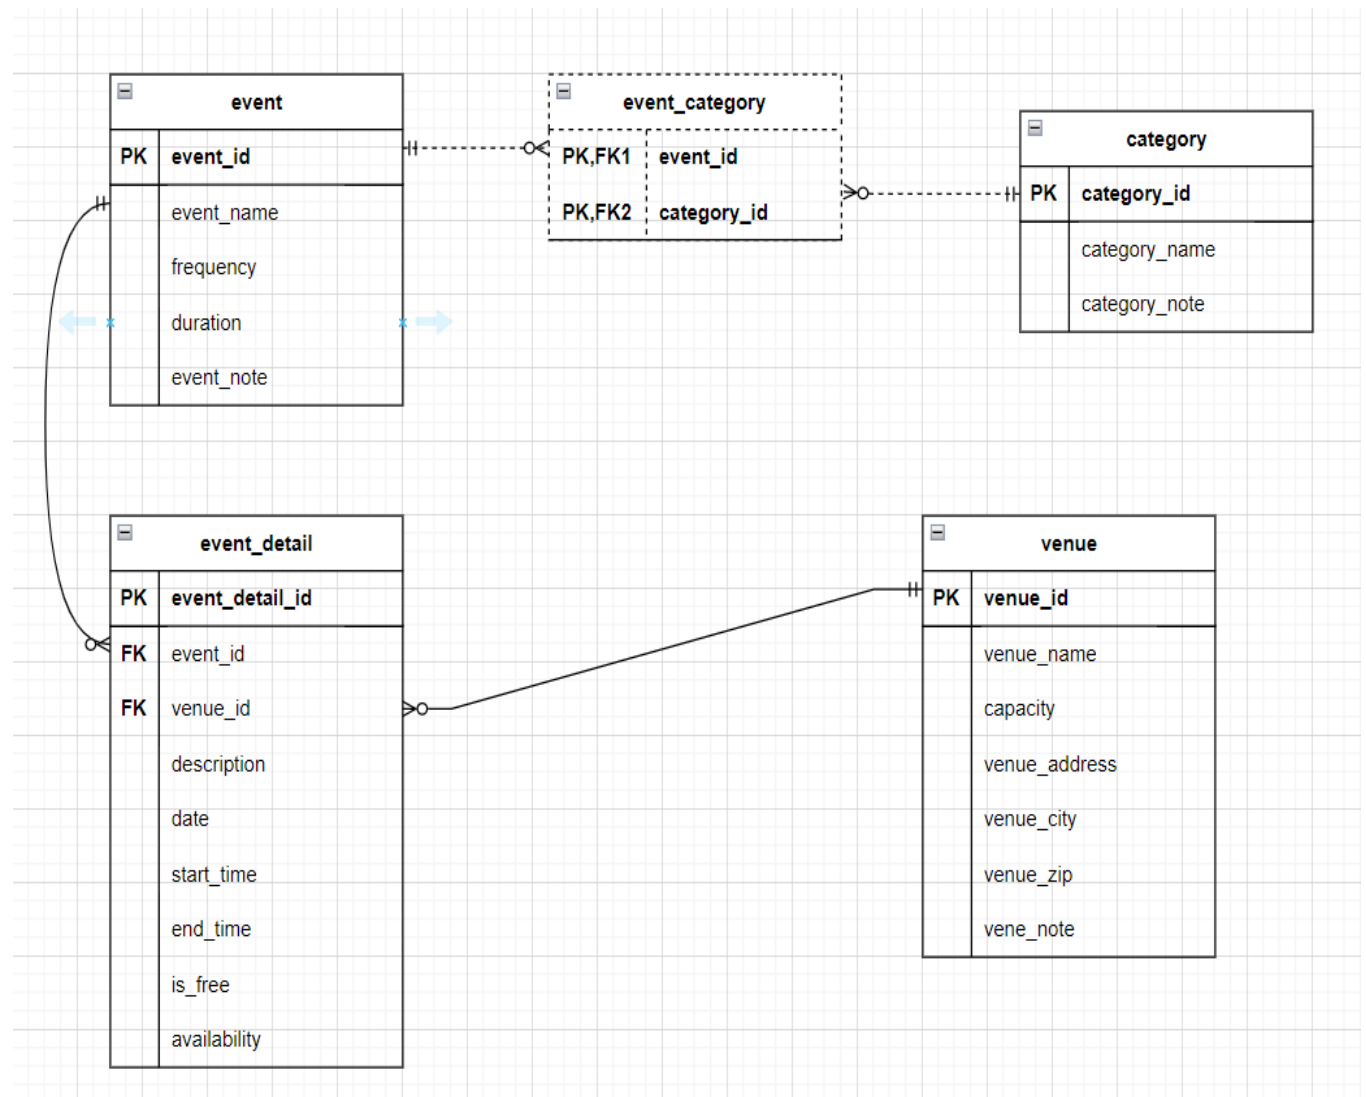 event
PK event_id
event_name
frequency
duration
event_note
event_category
PK,FK1 event_id
PK,FK2 category_id
category
PK category_id
category_name
category_note
event_detail
PK event_detail_id
FK event_id
FK venue_id
description
date
start_time
end_time
is_free
availability
venue
PK venue_id
venue_name
capacity
venue_address
venue_city
venue_zip
vene_note